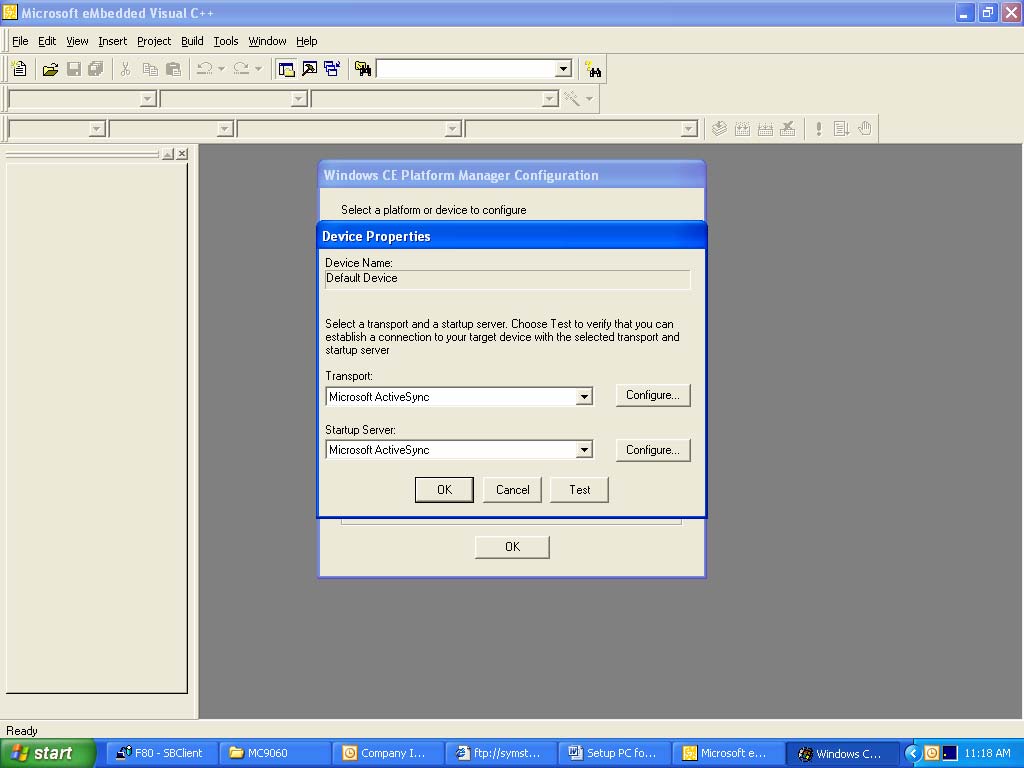 Microsoft eMbedded Visual C++
File Edit View Insert Project Build Tools Window Help
Windows CE Platform Manager Configuration
Select a platform or device to configure
Device Properties
Device Name:
Default Device
Select a transport and a startup server. Choose Test to verify that you can
establish a connection to your target device with the selected transport and
startup server
Transport:
Microsoft ActiveSync
Configure...
Startup Server:
Microsoft ActiveSync
Configure...
OK Cancel Test
OK
Ready
start F80 - SBClient MC9060 Company I... ftp://symst... Setup PC fo... Microsoft e... Windows C... 11:18 AM